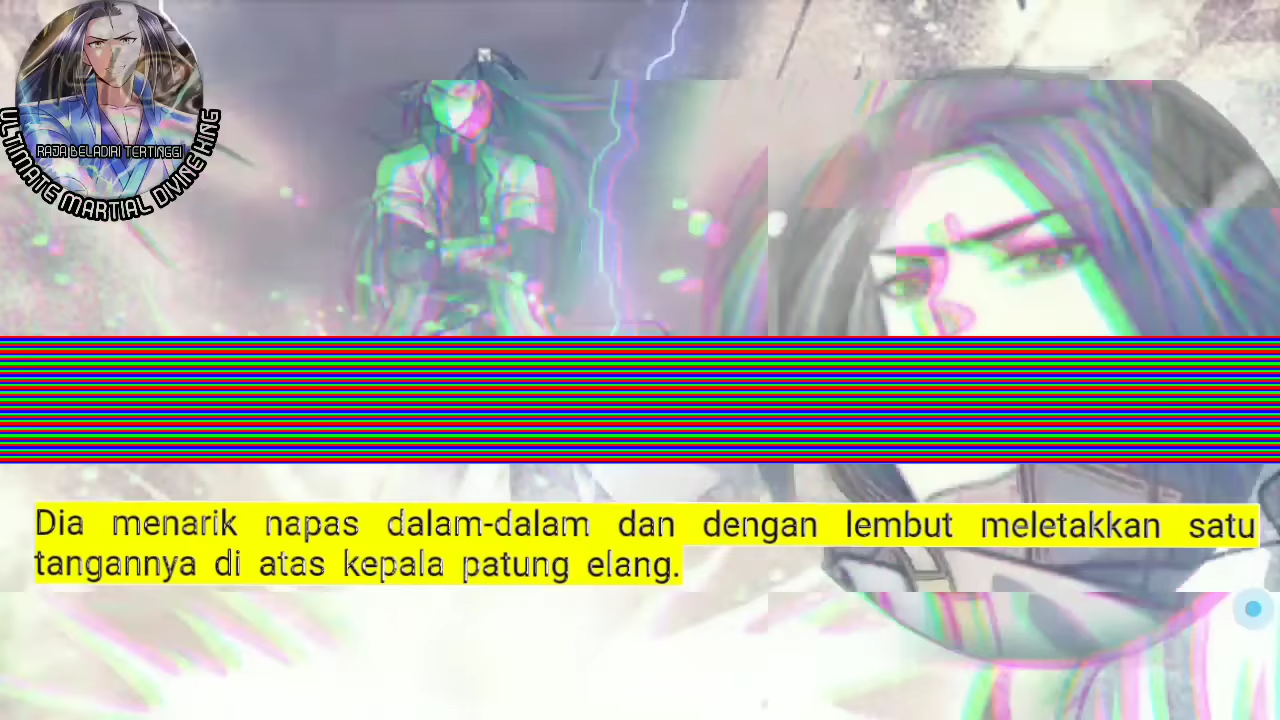 RAJA BELADIRI TERTINGGI
ULTIMATE MARTIAL DIVINE KING
Dia menarik napas dalam-dalam dan dengan lembut meletakkan satu
tangannya di atas kepala patung elang.